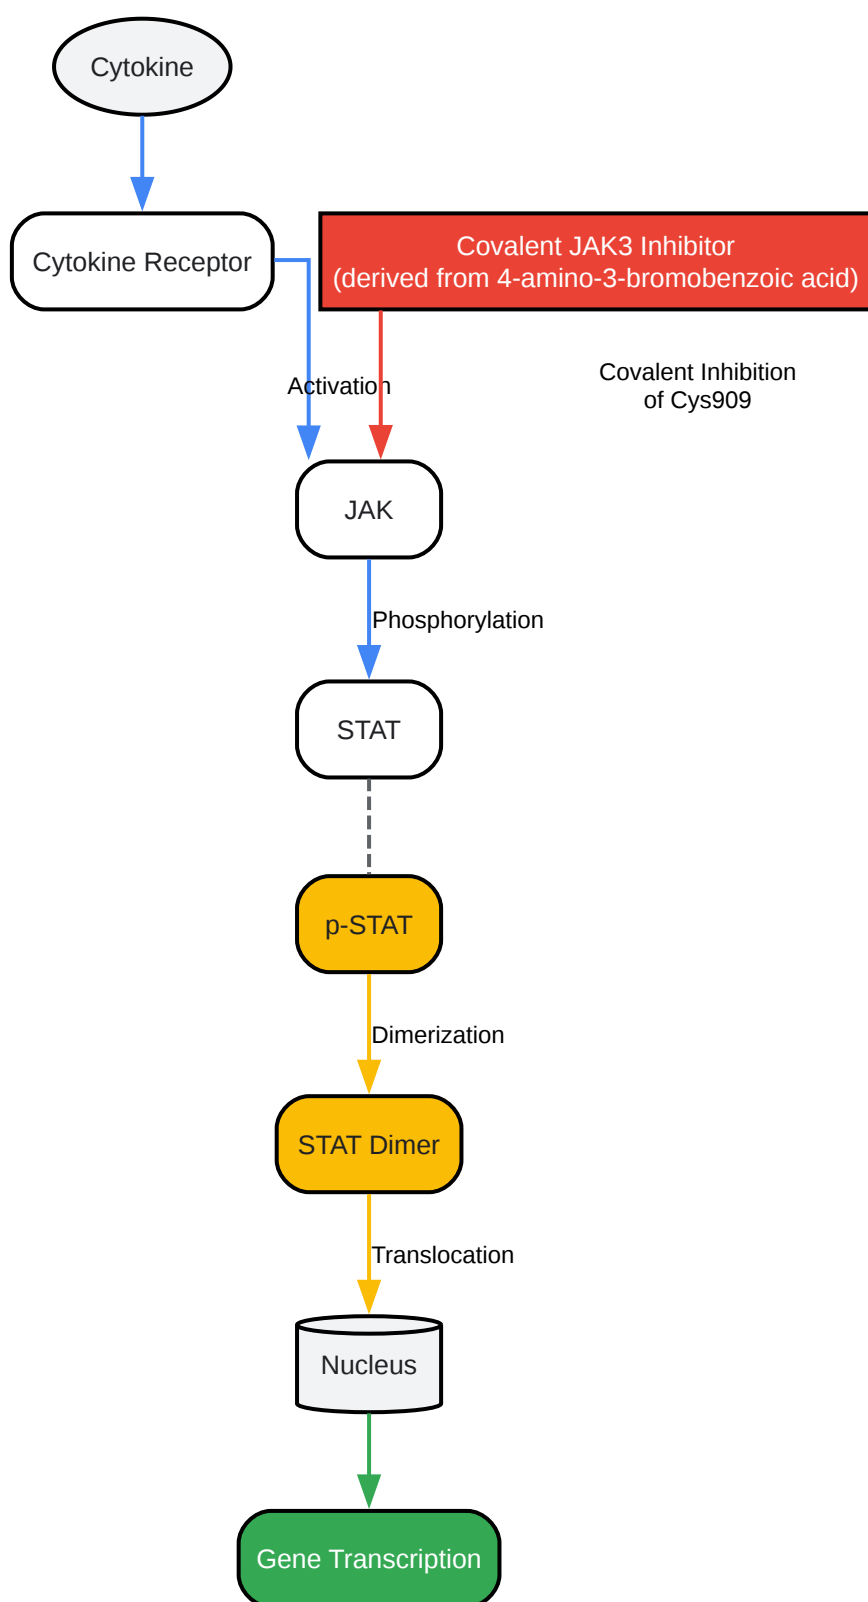 Cytokine
Cytokine Receptor
Covalent JAK3 Inhibitor
(derived from 4-amino-3-bromobenzoic acid)
Activation
Covalent Inhibition
of Cys909
JAK
Phosphorylation
STAT
p-STAT
Dimerization
STAT Dimer
Translocation
Nucleus
Gene Transcription